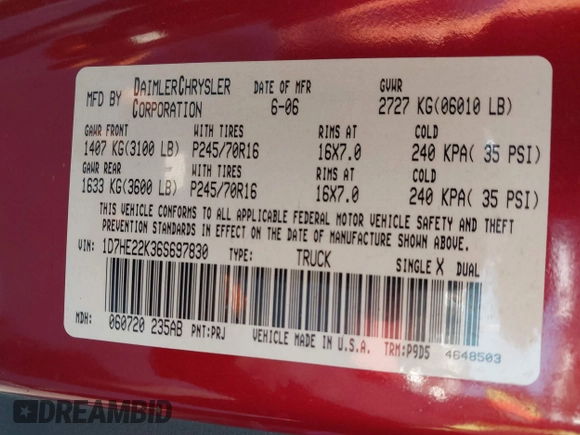 MFD BY DAIMLERCHRYSLER CORPORATION DATE OF MFR 6-06 GVWR 2727 KG(06010 LB)
GAWR FRONT WITH TIRES RIMS AT COLD
1407 KG(3100 LB) P245/70R16 16X7.0 240 KPA( 35 PSI)
GAWR REAR WITH TIRES RIMS AT COLD
1633 KG(3600 LB) P245/70R16 16X7.0 240 KPA( 35 PSI)
THIS VEHICLE CONFORMS TO ALL APPLICABLE FEDERAL MOTOR VEHICLE SAFETY AND THEFT
PREVENTION STANDARDS IN EFFECT ON THE DATE OF MANUFACTURE SHOWN ABOVE.
VIN: 1D7HE22K36S697830 TYPE: TRUCK SINGLE X DUAL
MDH: 060720 235AB PNT:PRJ VEHICLE MADE IN U.S.A. TRM:P9D5 4648503
DREAMBID